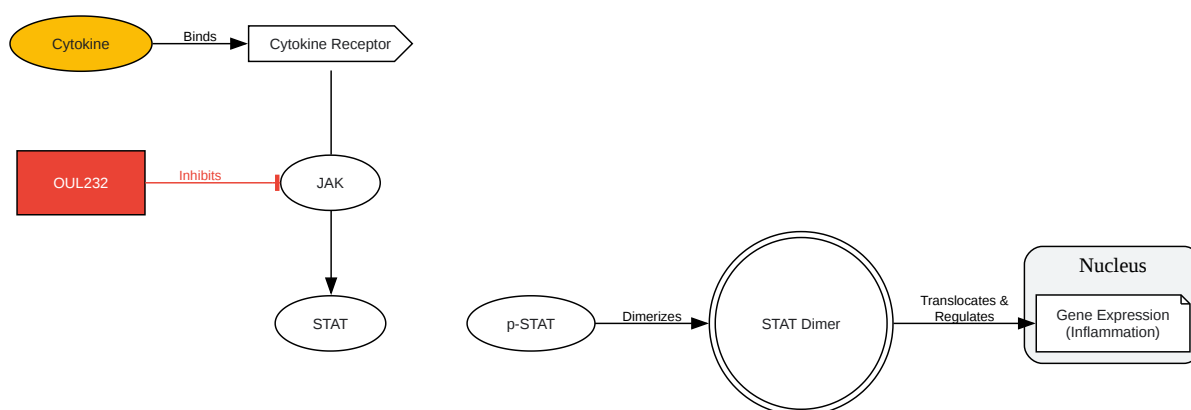 Cytokine
Binds
Cytokine Receptor
OUL232
Inhibits
JAK
STAT
p-STAT
Dimerizes
STAT Dimer
Translocates &
Regulates
Nucleus
Gene Expression
(Inflammation)